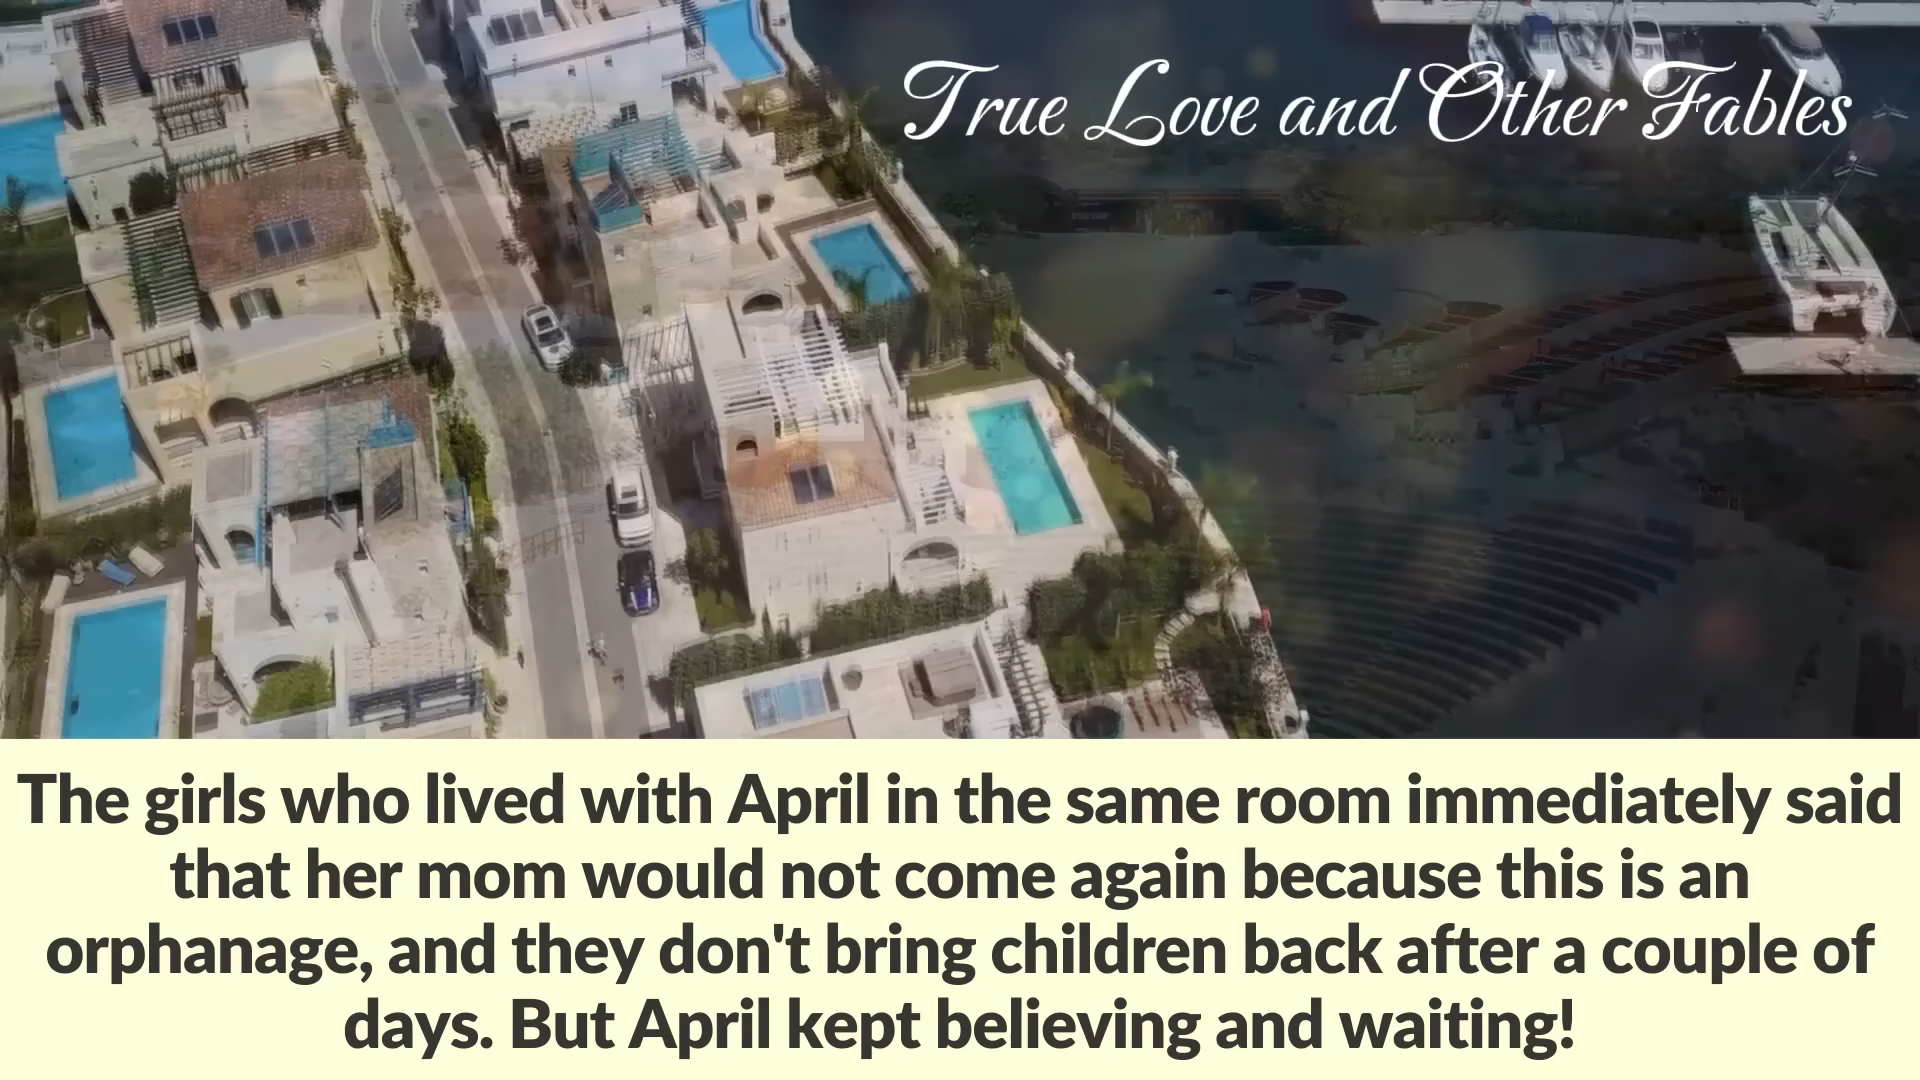 True Love and Other Fables
The girls who lived with April in the same room immediately said
that her mom would not come again because this is an
orphanage, and they don't bring children back after a couple of
days. But April kept believing and waiting!